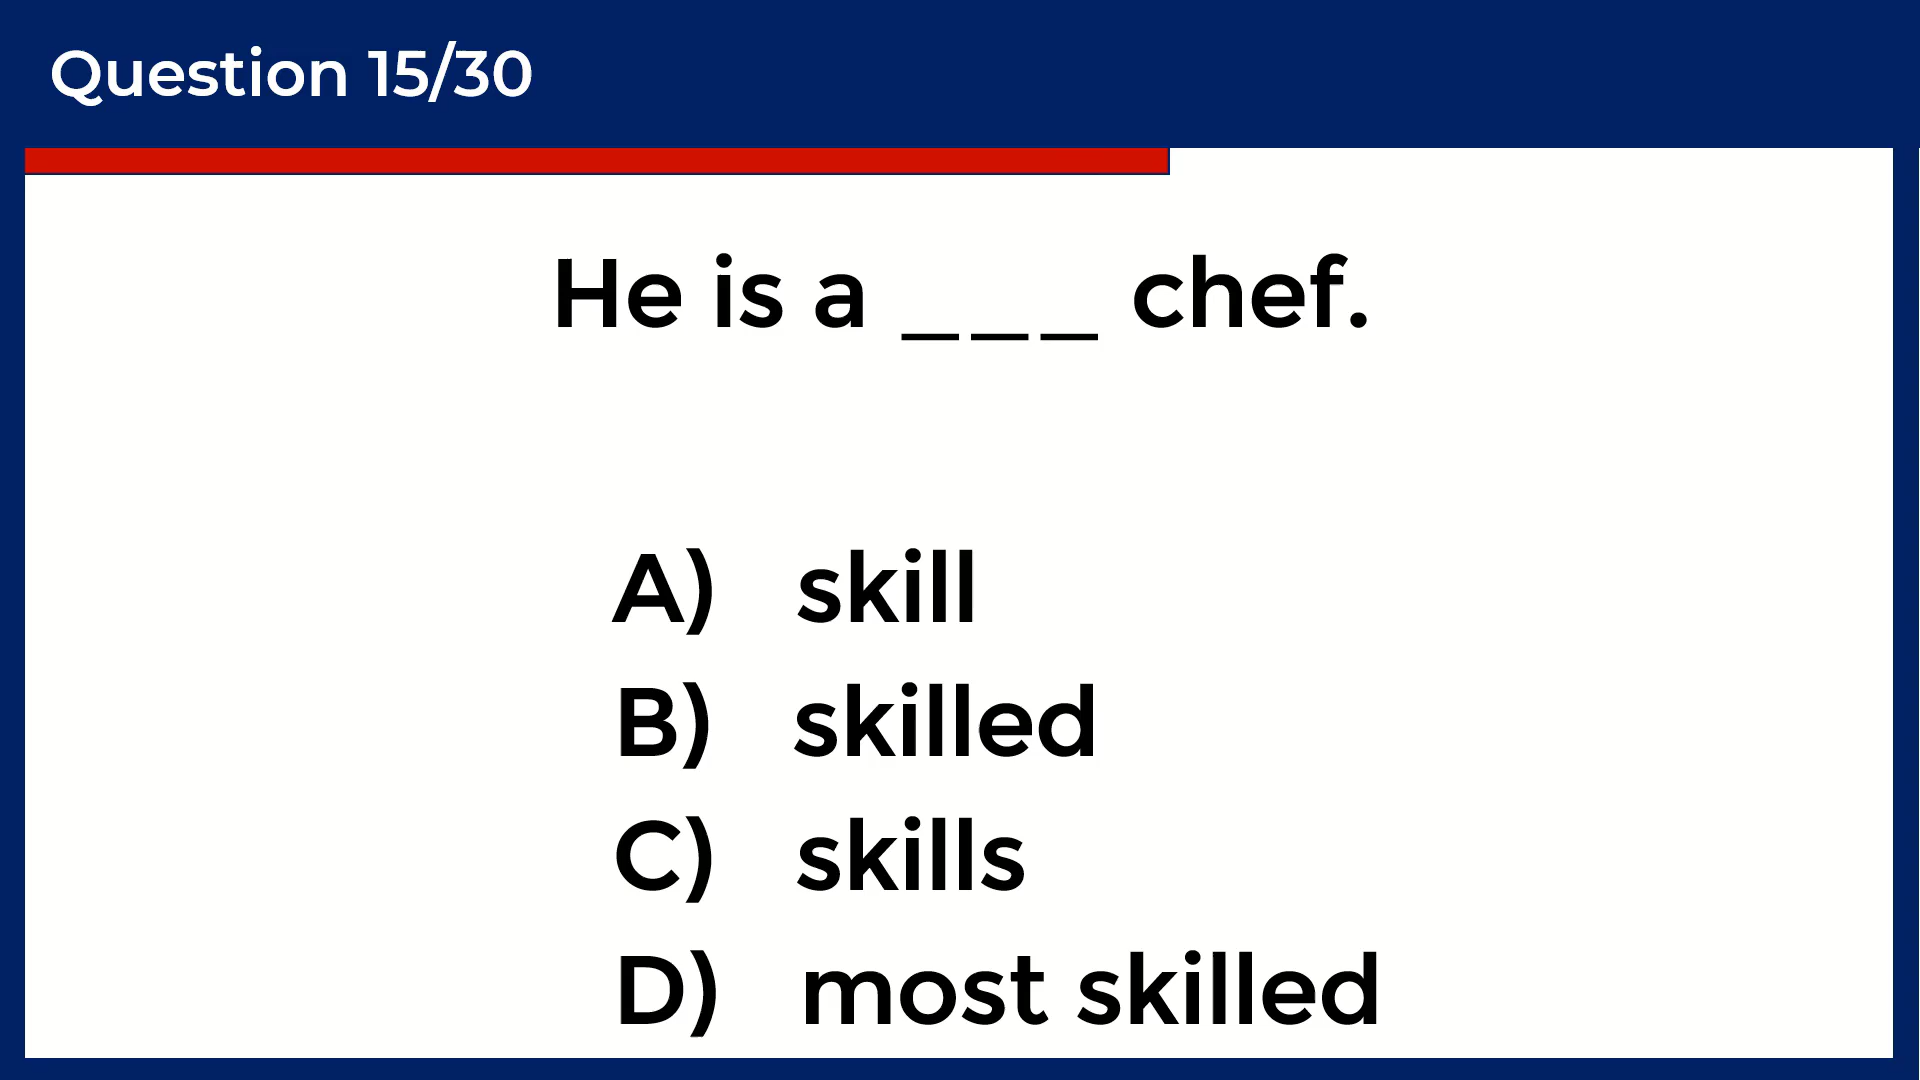 Question 15/30
He is a ___ chef.
A) skill
B) skilled
C) skills
D) most skilled